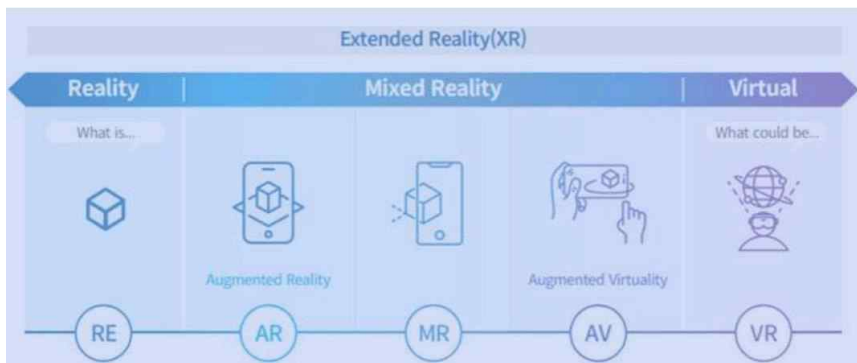 Extended Reality(XR)
Reality Mixed Reality Virtual
What is... What could be...
Augmented Reality Augmented Virtuality
RE AR MR AV VR